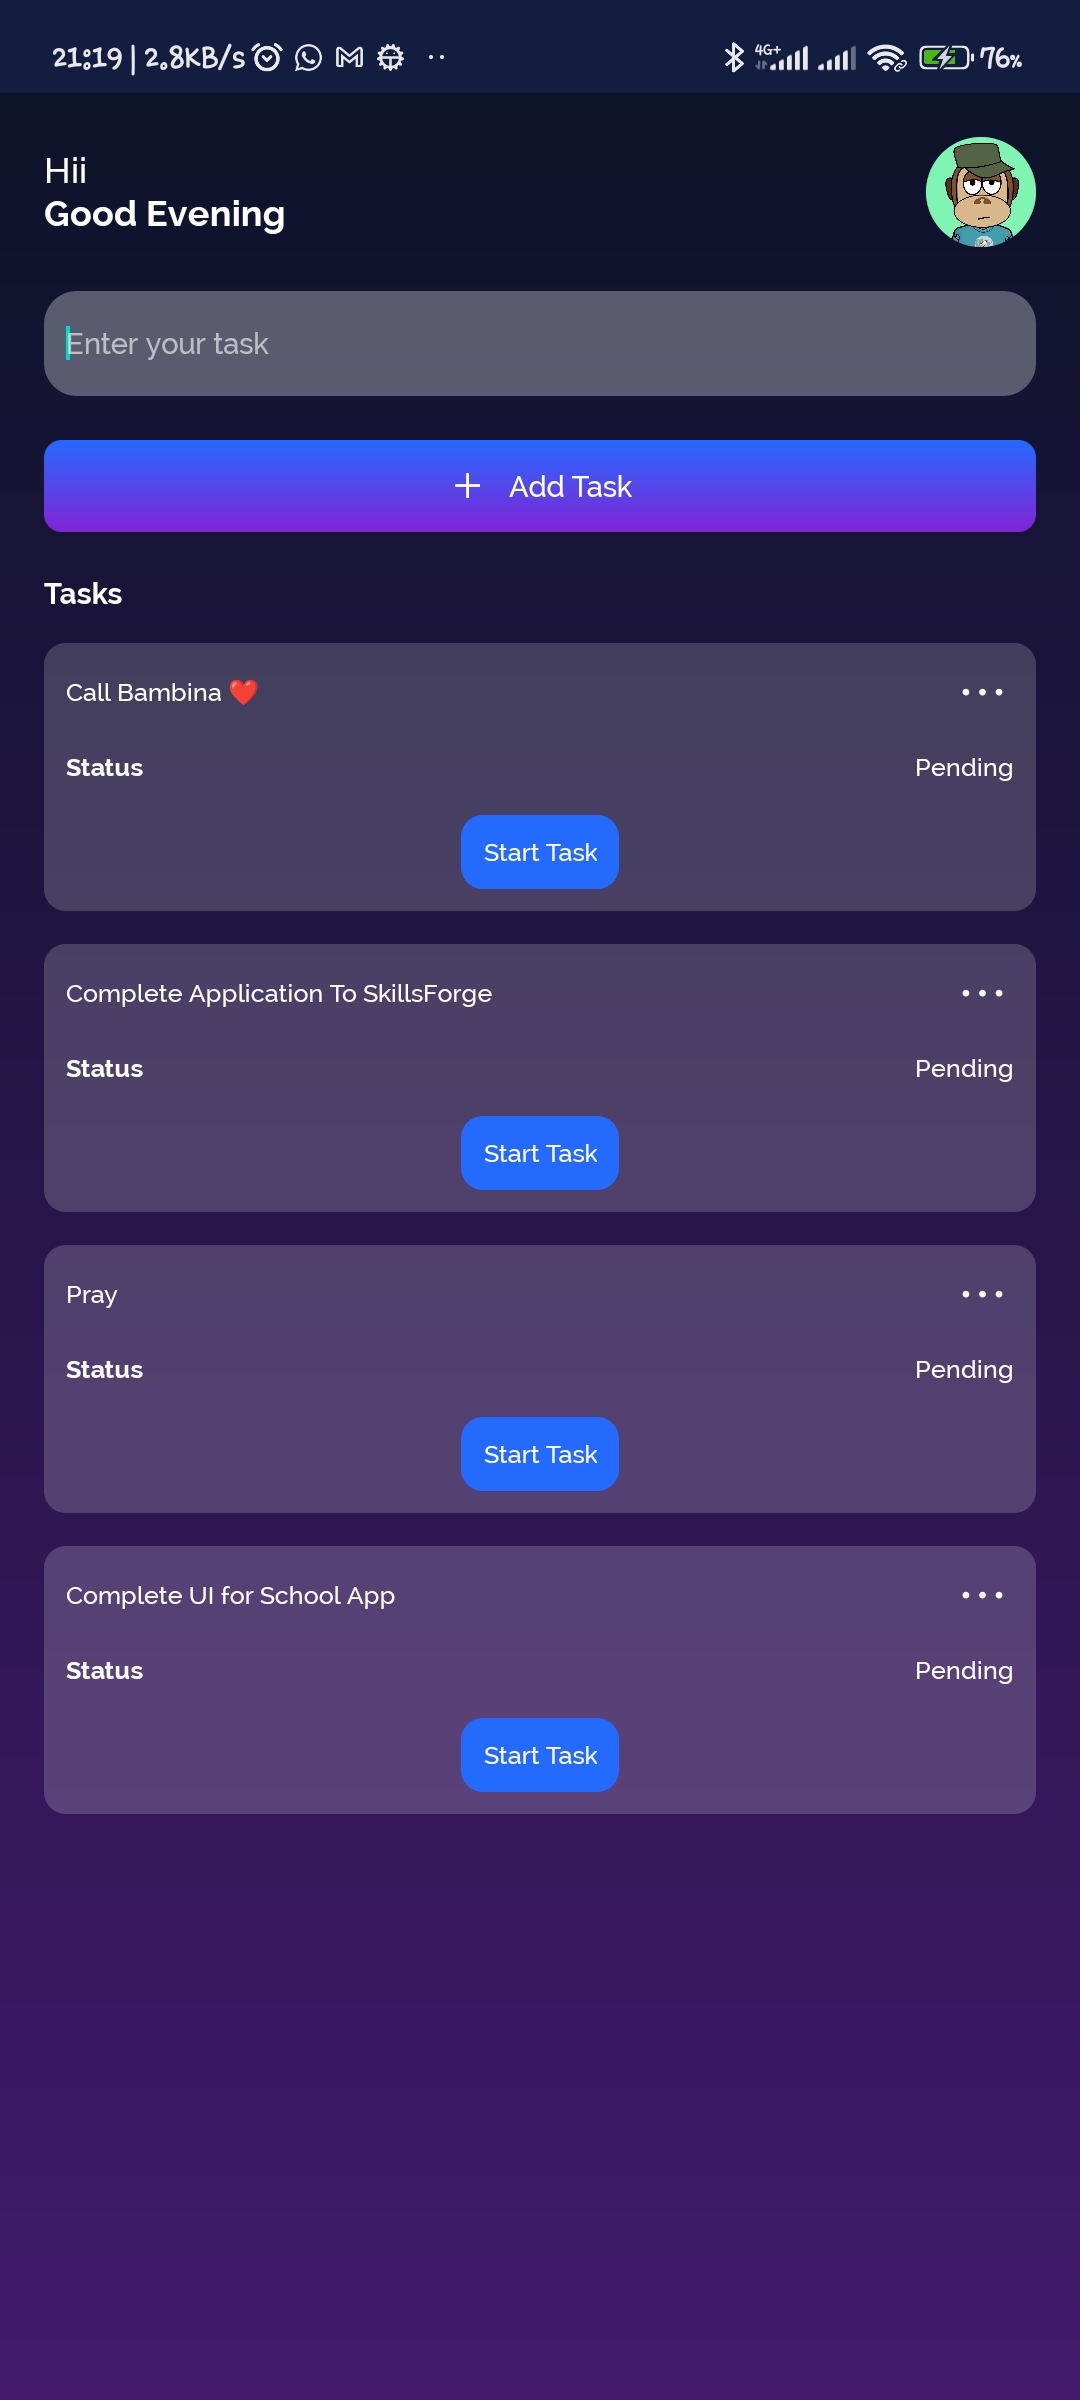 21:19 | 2.8KB/s 4G+ 76%
Hii
Good Evening
Enter your task
Add Task
Tasks
Call Bambina ❤️
Status Pending
Start Task
Complete Application To SkillsForge
Status Pending
Start Task
Pray
Status Pending
Start Task
Complete UI for School App
Status Pending
Start Task